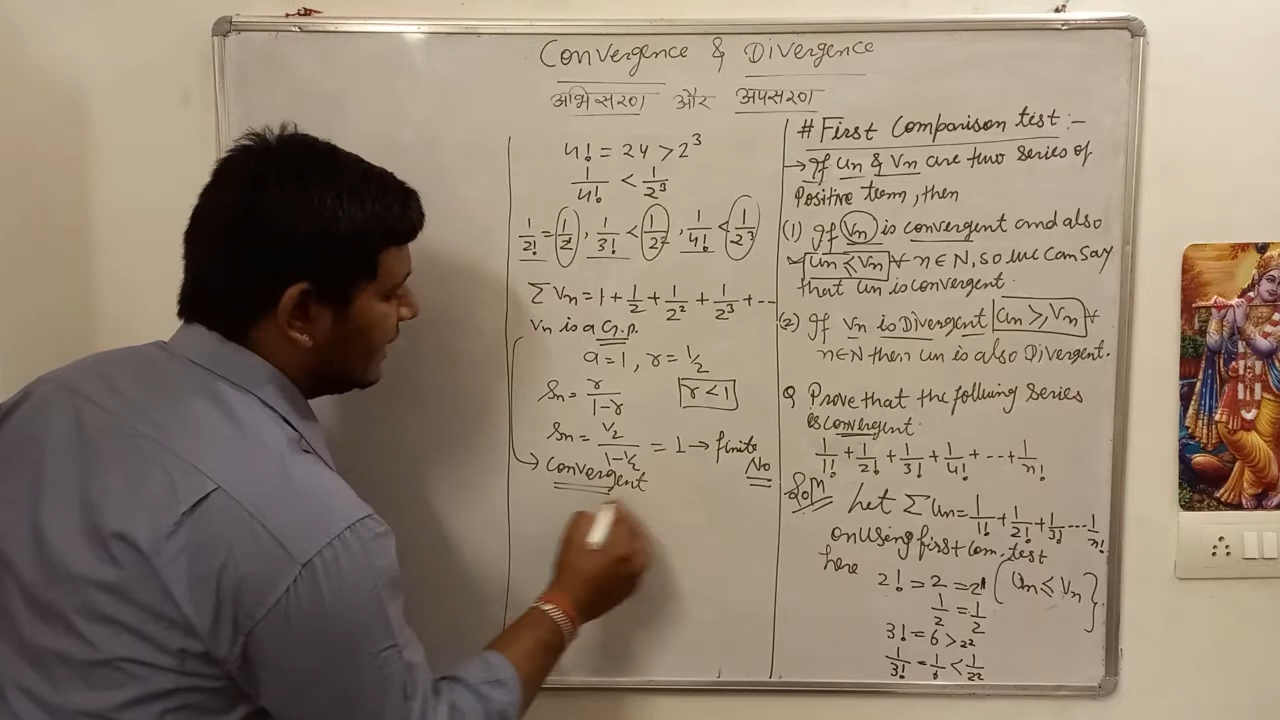 Convergence & Divergence
अभिसरण और अपसरण
# First Comparison test :-
→ If un & Vn are two series of
Positive term, then
(1) If Vn is convergent and also
un ≤ Vn ∀ n ∈ N, so we can say
that un is convergent.
(2) If Vn is Divergent un ≥ Vn ∀
n ∈ N then un is also Divergent.
Q Prove that the following series
is convergent.
1/1! + 1/2! + 1/3! + 1/4! + -- + 1/n!
Soln Let Σ Un = 1/1! + 1/2! + 1/3! ---- 1/n!
on using first com. test
here
2! = 2 = 2¹ ( Un ≤ Vn }
1/2 = 1/2
3! = 6 > 2²
1/3! = 1/6 < 1/2²
4! = 24 > 2³
1/4! < 1/2³
1/2! = 1/2, 1/3! < 1/2², 1/4! < 1/2³
Σ Vn = 1 + 1/2 + 1/2² + 1/2³ + --
Vn is a G.p.
a = 1, r = 1/2
Sn = r/1-r r < 1
Sn = 1/2/1-1/2 = 1 → finite
No
→ Convergent